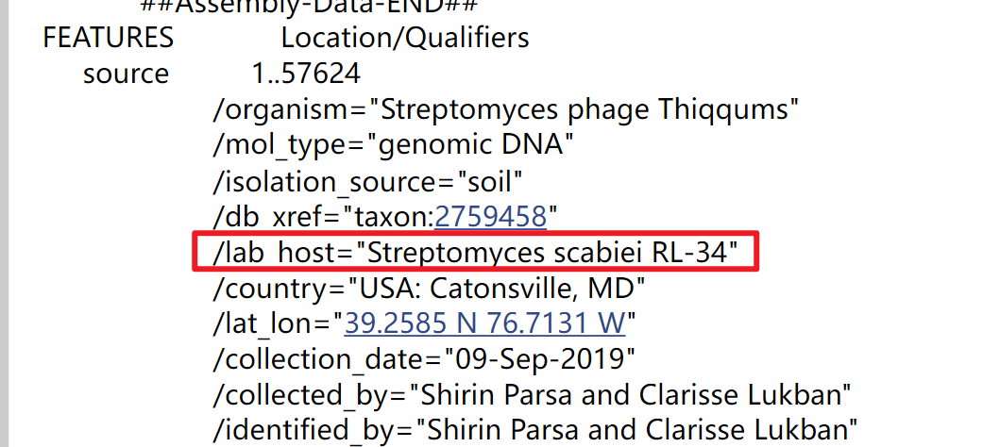 ##Assembly-Data-END##
FEATURES Location/Qualifiers
source 1..57624
/organism="Streptomyces phage Thiqqums"
/mol_type="genomic DNA"
/isolation_source="soil"
/db_xref="taxon:2759458"
/lab_host="Streptomyces scabiei RL-34"
/country="USA: Catonsville, MD"
/lat_lon="39.2585 N 76.7131 W"
/collection_date="09-Sep-2019"
/collected_by="Shirin Parsa and Clarisse Lukban"
/identified_by="Shirin Parsa and Clarisse Lukban"